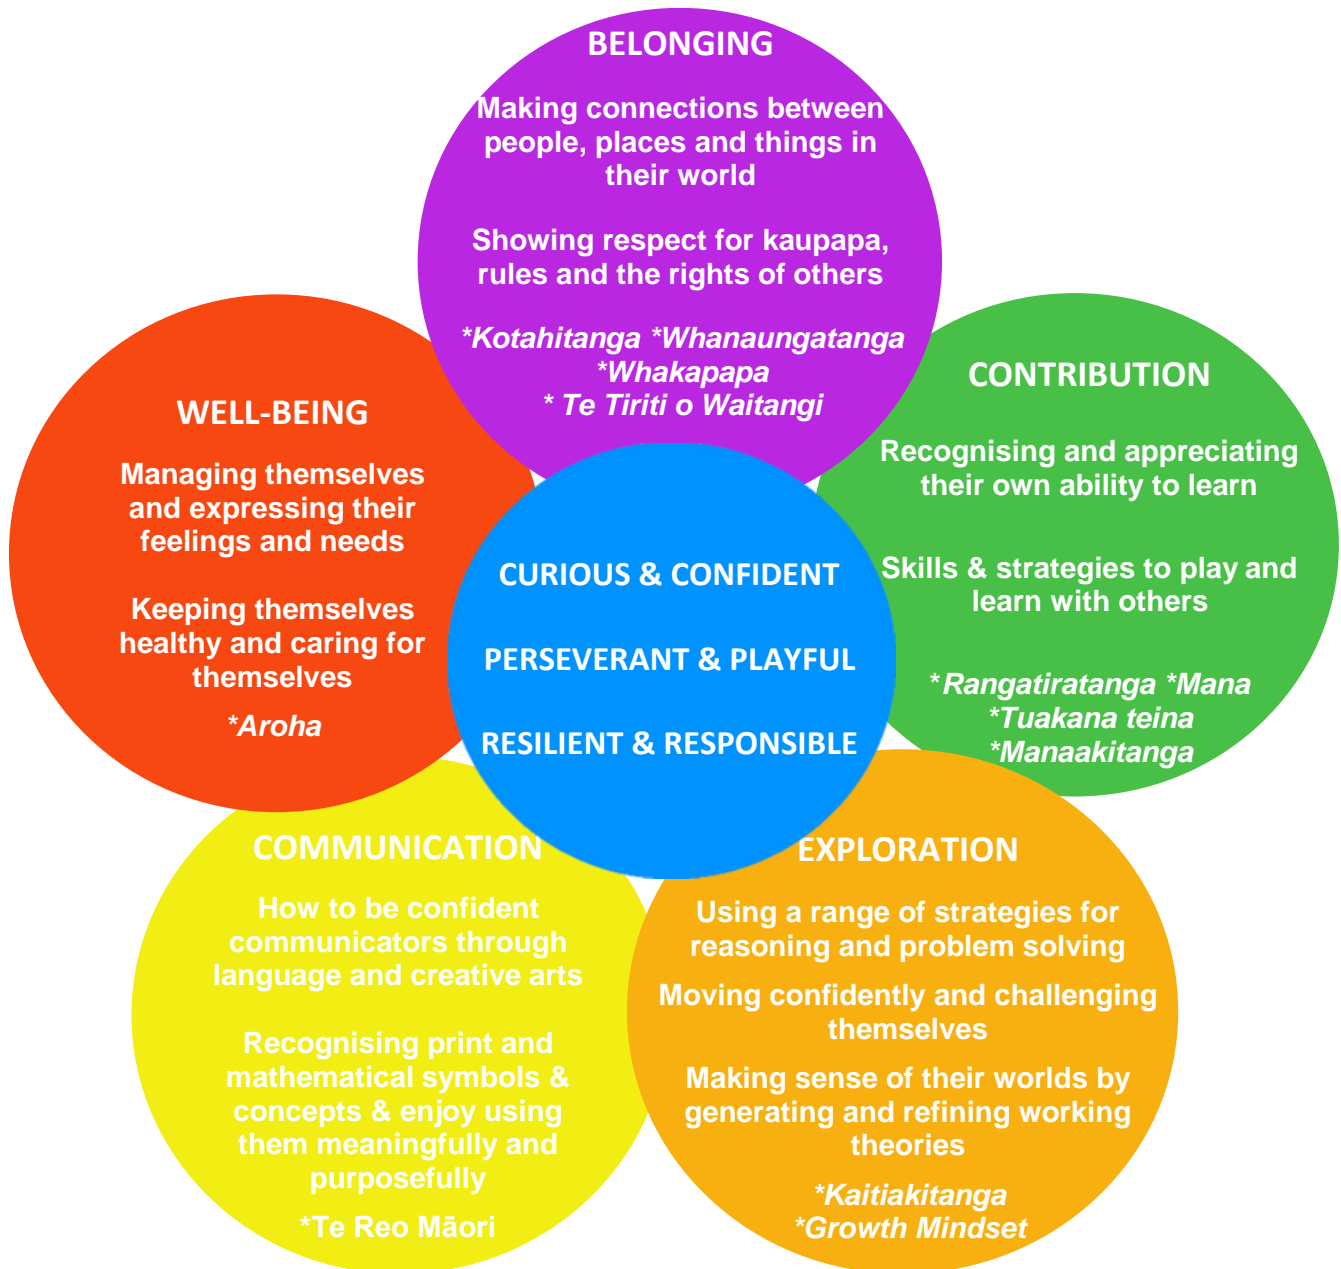 BELONGING
Making connections between
people, places and things in
their world
Showing respect for kaupapa,
rules and the rights of others
*Kotahitanga *Whanaungatanga
*Whakapapa
* Te Tiriti o Waitangi
WELL-BEING
Managing themselves
and expressing their
feelings and needs
Keeping themselves
healthy and caring for
themselves
*Aroha
CURIOUS & CONFIDENT
PERSEVERANT & PLAYFUL
RESILIENT & RESPONSIBLE
CONTRIBUTION
Recognising and appreciating
their own ability to learn
Skills & strategies to play and
learn with others
*Rangatiratanga *Mana
*Tuakana teina
*Manaakitanga
COMMUNICATION
How to be confident
communicators through
language and creative arts
Recognising print and
mathematical symbols &
concepts & enjoy using
them meaningfully and
purposefully
*Te Reo Māori
EXPLORATION
Using a range of strategies for
reasoning and problem solving
Moving confidently and challenging
themselves
Making sense of their worlds by
generating and refining working
theories
*Kaitiakitanga
*Growth Mindset